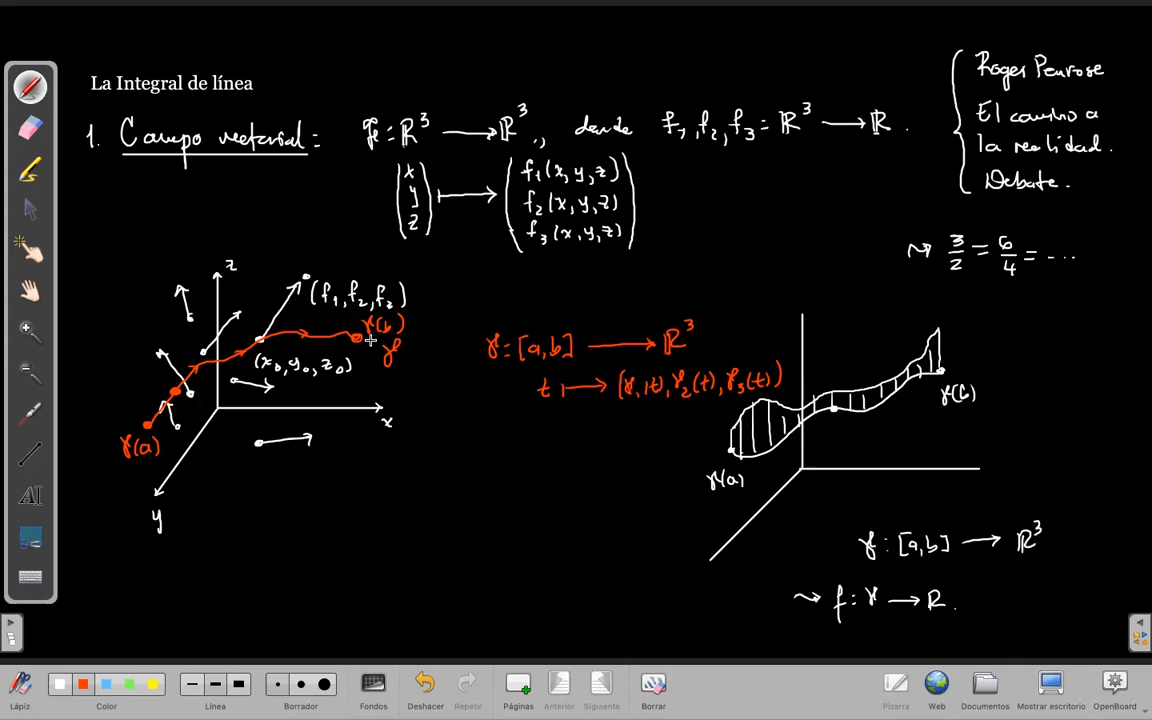 La Integral de línea
1. Campo vectorial: F: ℝ³ → ℝ³, donde f₁, f₂, f₃ : ℝ³ → ℝ.
(x y z) ↦ (f₁(x, y, z) f₂(x, y, z) f₃(x, y, z))
Roger Penrose
El camino a
la realidad.
Debate.
⇝ 3/2 = 6/4 = ...
z
(f₁, f₂, f₃)
γ(b)
γ
(x₀, y₀, z₀)
x
γ(a)
y
γ: [a,b] → ℝ³
t ↦ (γ₁(t), γ₂(t), γ₃(t))
γ(b)
γ(a)
γ: [a,b] → ℝ³
⇝ f: γ → ℝ.
Lápiz
Color
Línea
Borrador
Fondos
Deshacer
Repetir
Páginas
Anterior
Siguiente
Borrar
Pizarra
Web
Documentos
Mostrar escritorio
OpenBoard